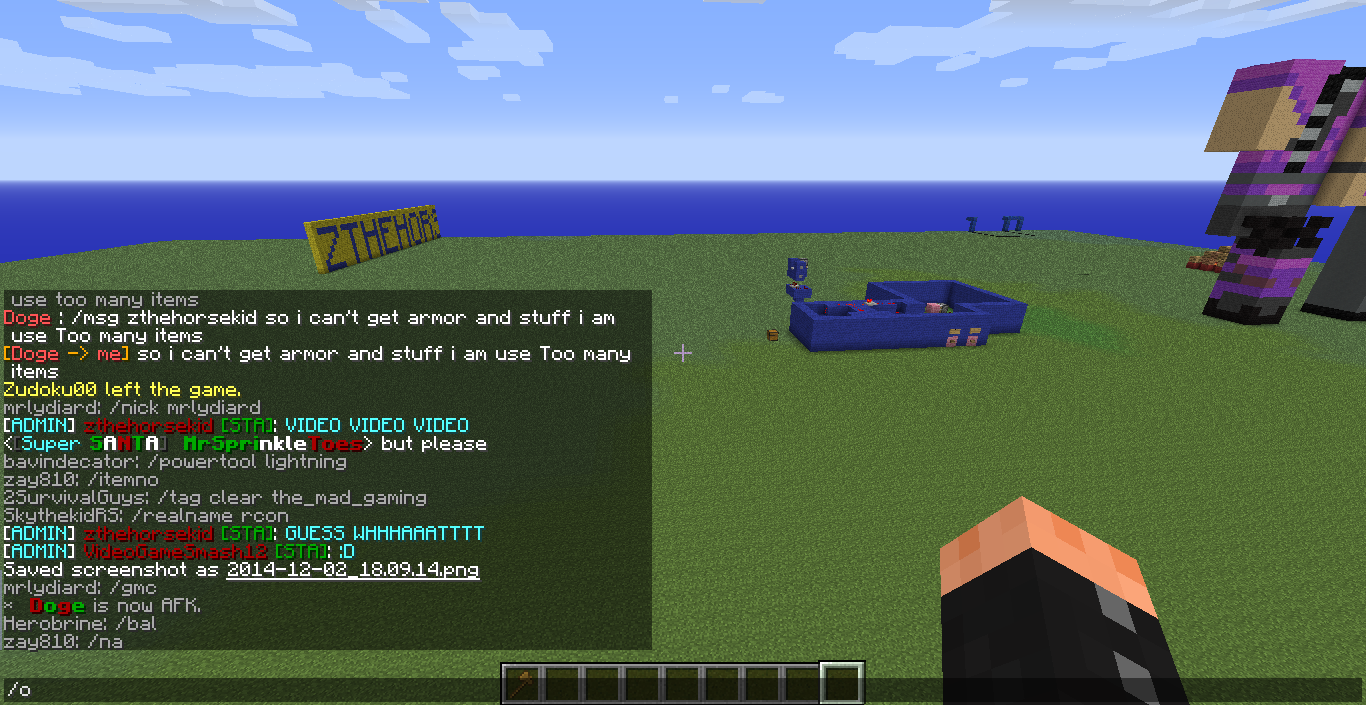 ZTHEHORS
use too many items
Doge : /msg zthehorsekid so i can't get armor and stuff i am
use Too many items
[Doge -> me] so i can't get armor and stuff i am use Too many
items
Zudoku00 left the game.
mrlydiard: /nick mrlydiard
[ADMIN] zthehorsekid [STA]: VIDEO VIDEO VIDEO
<[Super SANTA] MrSprinkleToes> but please
bavindecator: /powertool lightning
zay810: /itemno
2SurvivalGuys: /tag clear the_mad_gaming
SkythekidRS: /realname rcon
[ADMIN] zthehorsekid [STA]: GUESS WHHHAAATTTT
[ADMIN] VideoGameSmash12 [STA]: :D
Saved screenshot as 2014-12-02_18.09.14.png
mrlydiard: /gmc
* Doge is now AFK.
Herobrine: /bal
zay810: /na
/o